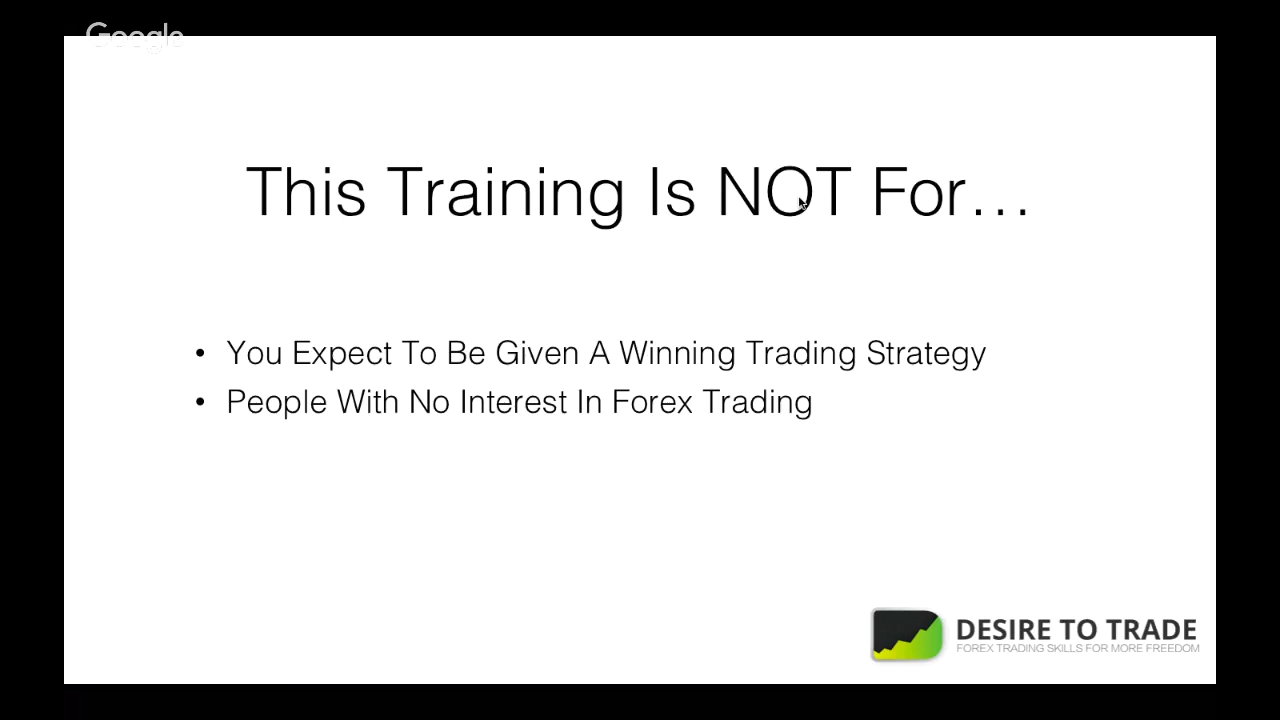 Google
This Training Is NOT For...
• You Expect To Be Given A Winning Trading Strategy
• People With No Interest In Forex Trading
DESIRE TO TRADE
FOREX TRADING SKILLS FOR MORE FREEDOM